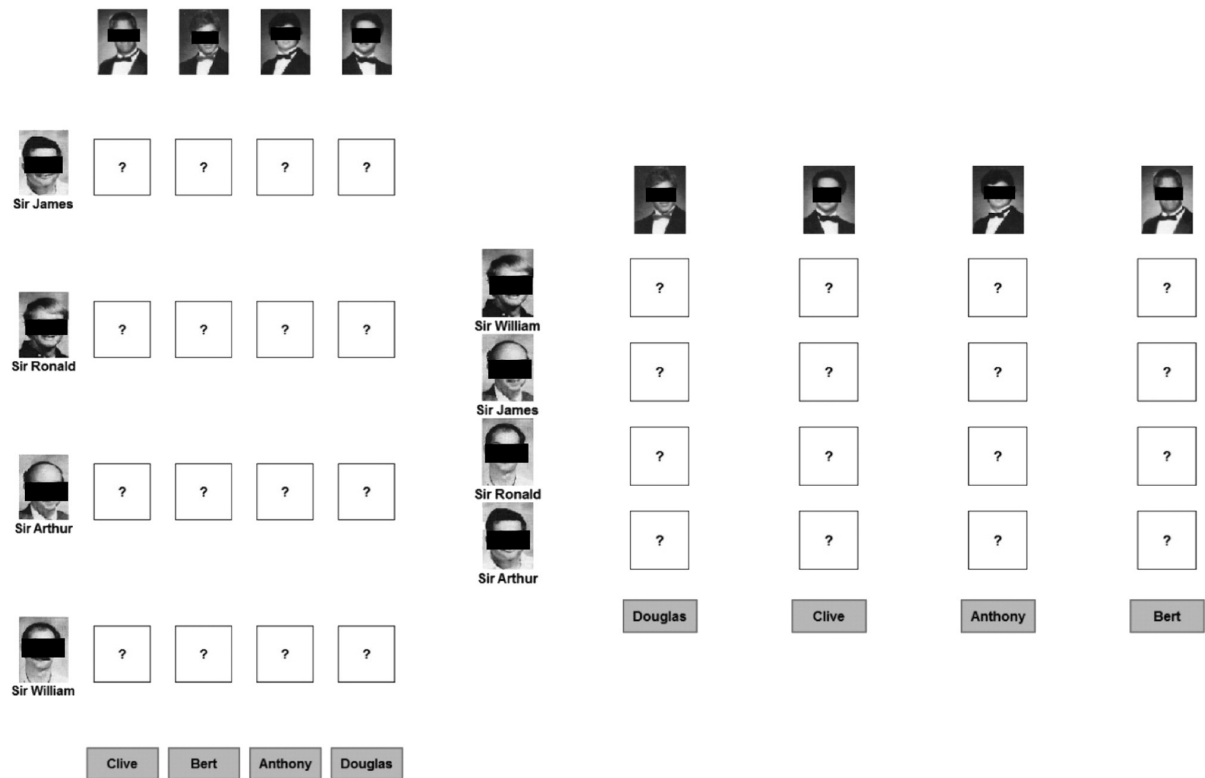 ? ? ? ?
Sir James
? ? ? ?
Sir Ronald
? ? ? ?
Sir Arthur
? ? ? ?
Sir William
Clive Bert Anthony Douglas
? ? ? ?
Sir William
? ? ? ?
Sir James
? ? ? ?
Sir Ronald
? ? ? ?
Sir Arthur
Douglas Clive Anthony Bert